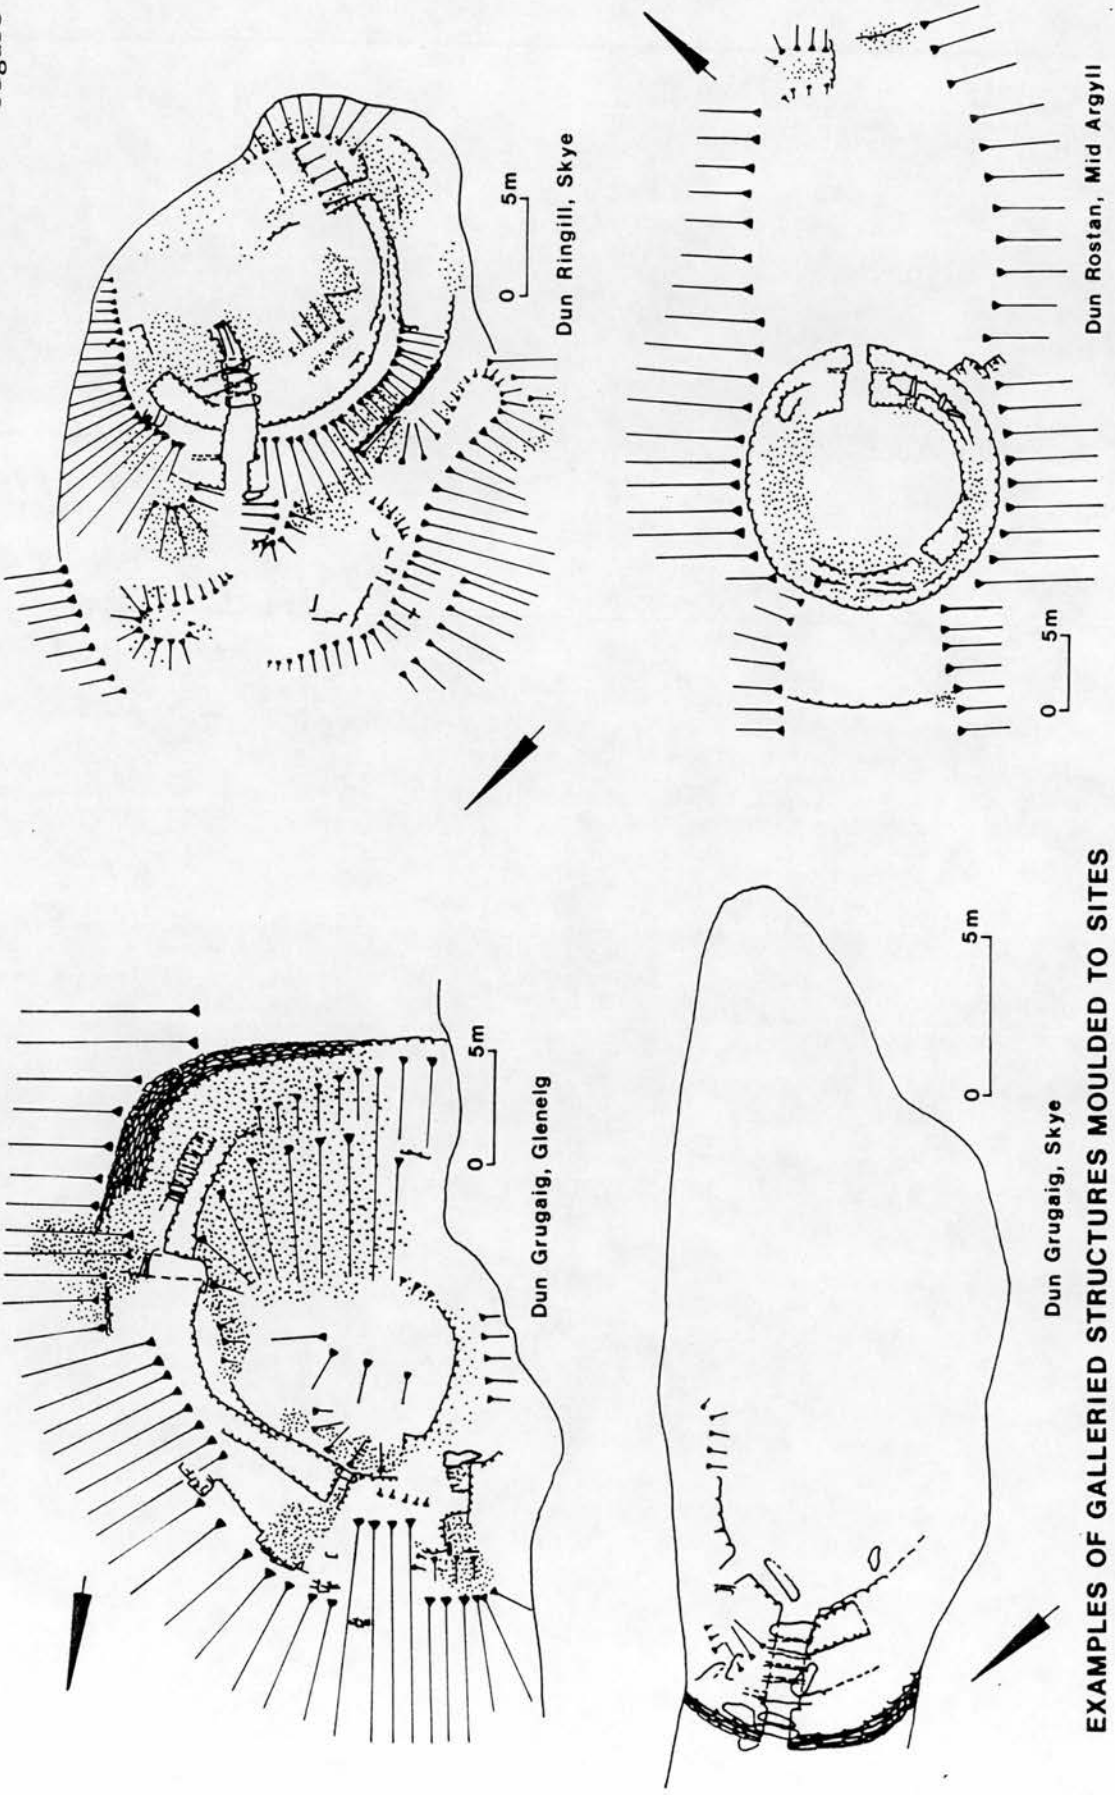 0 5m
Dun Grugaig, Glenelg
0 5m
Dun Ringill, Skye
0 5m
Dun Grugaig, Skye
0 5m
Dun Rostan, Mid Argyll
EXAMPLES OF GALLERIED STRUCTURES MOULDED TO SITES